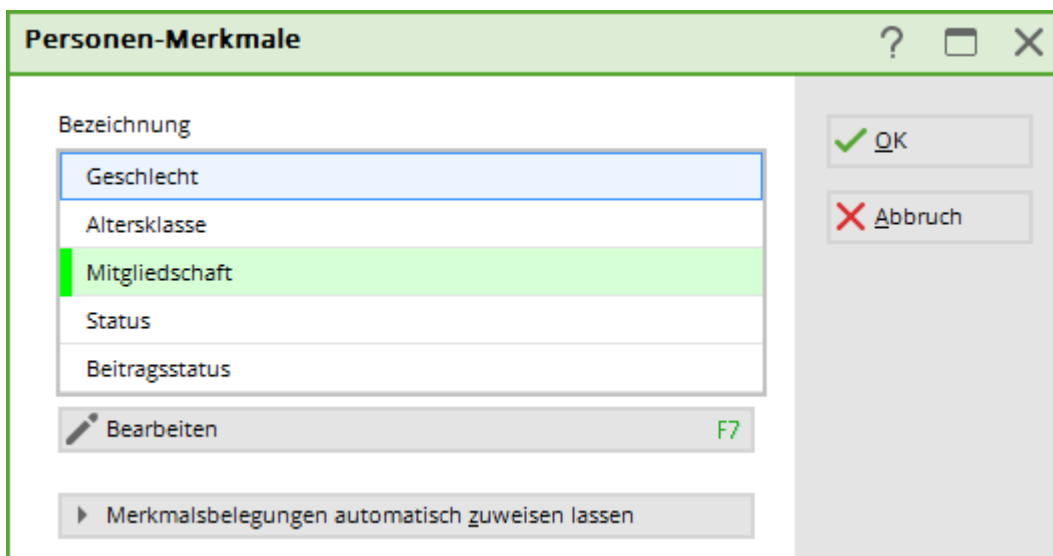 Personen-Merkmale
Bezeichnung
Geschlecht
Altersklasse
Mitgliedschaft
Status
Beitragsstatus
Bearbeiten F7
Merkmalsbelegungen automatisch zuweisen lassen
OK
Abbruch